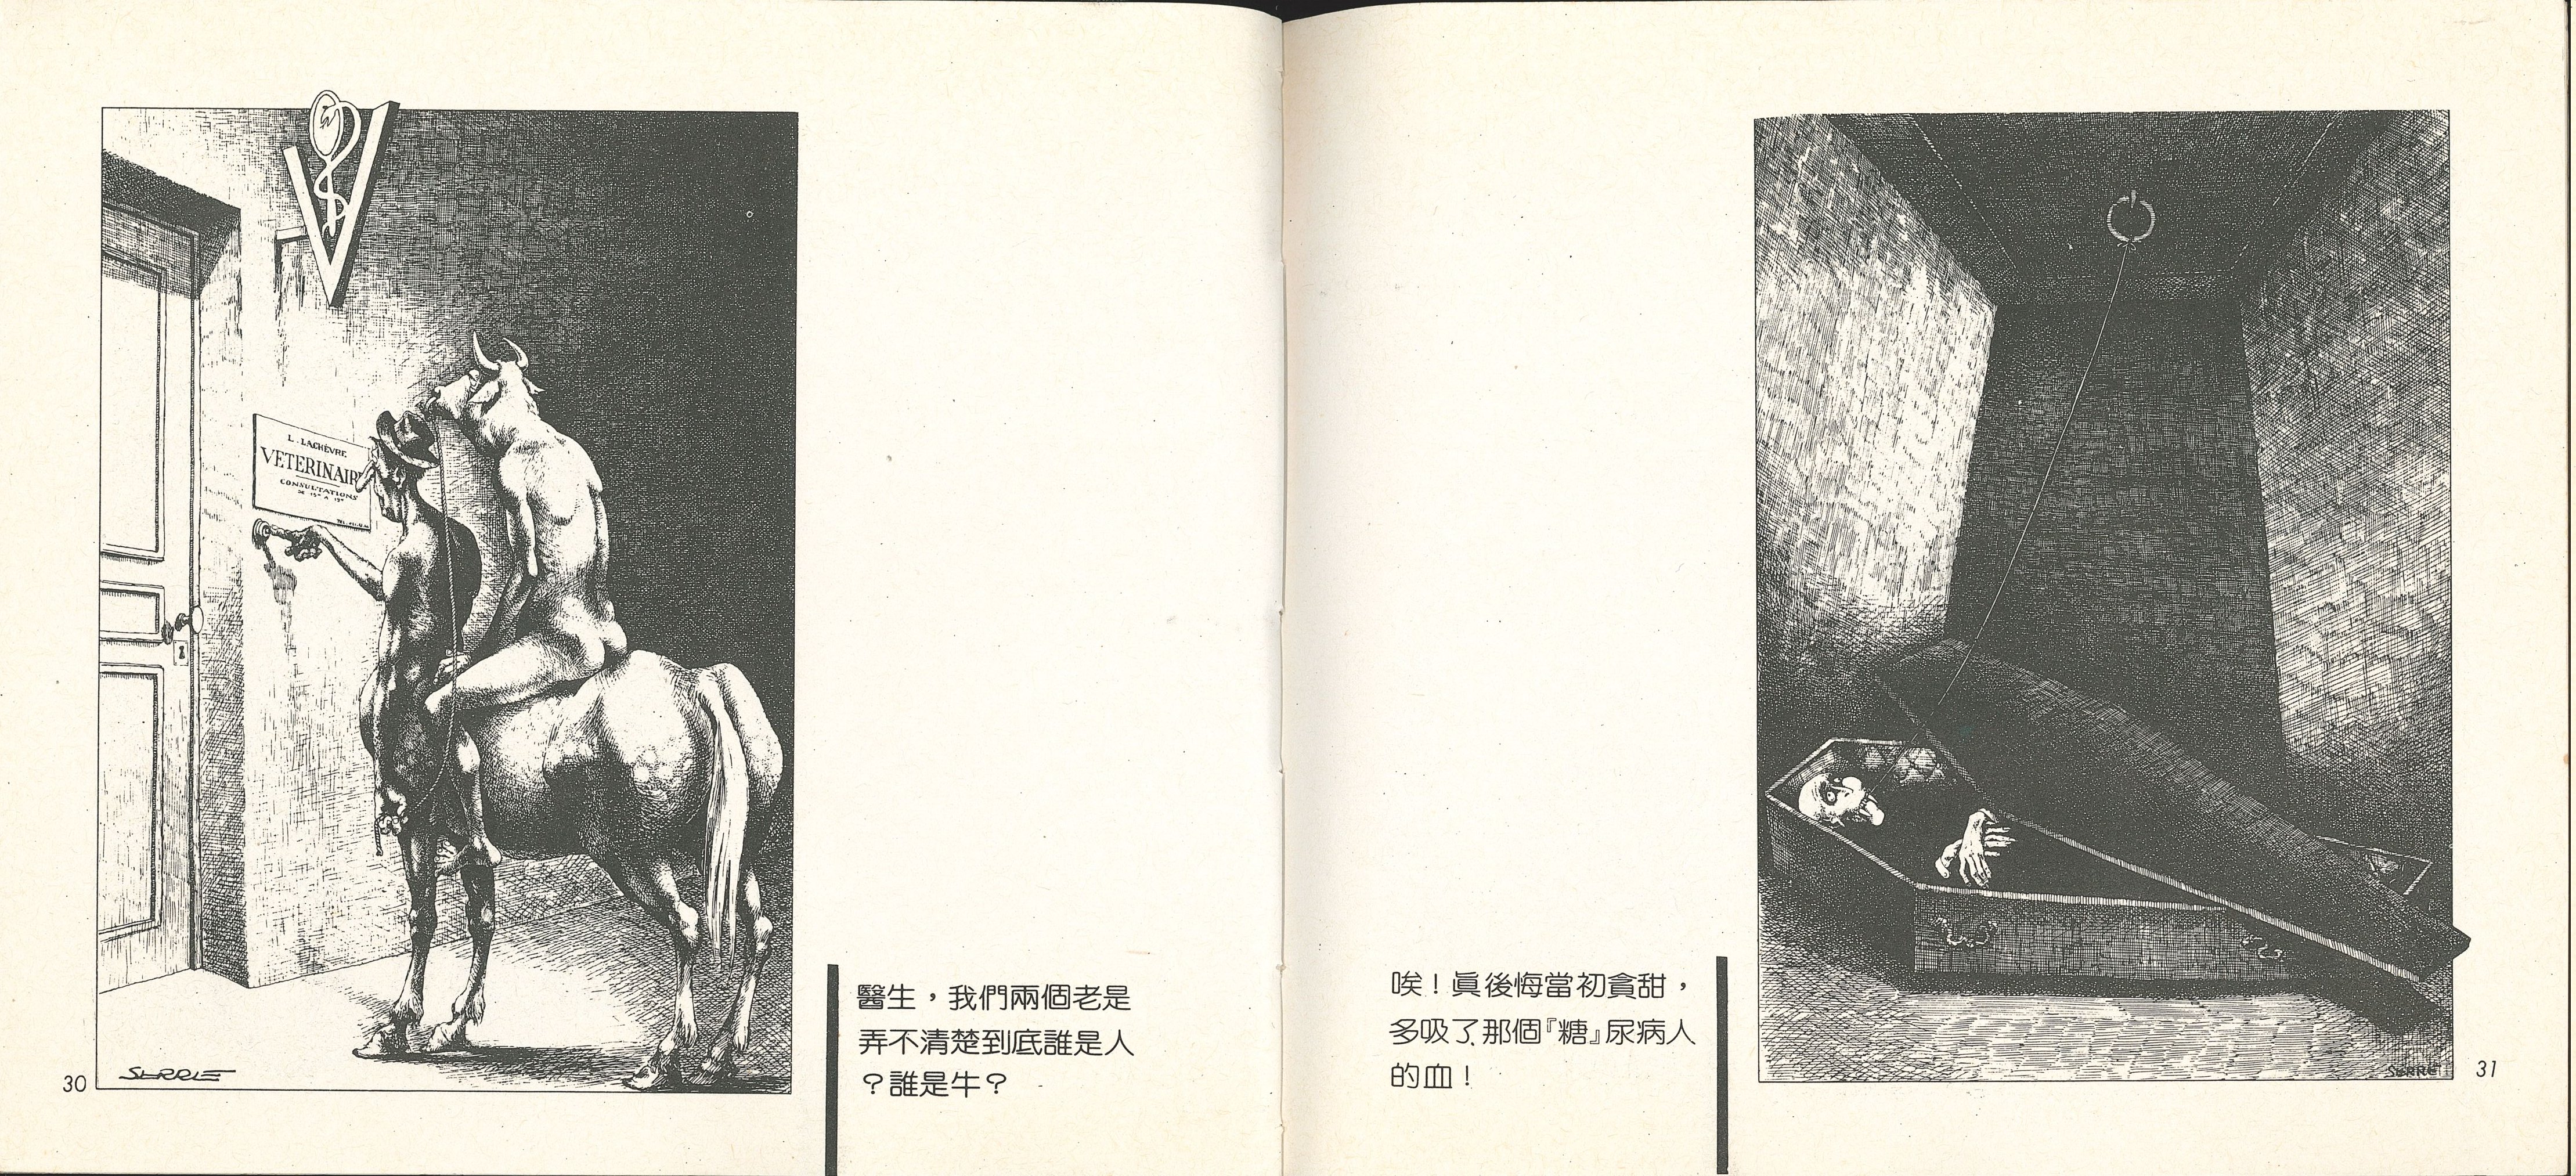 L. LACHÈVRE
VETERINAIR
CONSULTATIONS
醫生，我們兩個老是
弄不清楚到底誰是人
？誰是牛？
SERRE
30
唉！眞後悔當初貪甜，
多吸了那個『糖』尿病人
的血！
SERRE
31